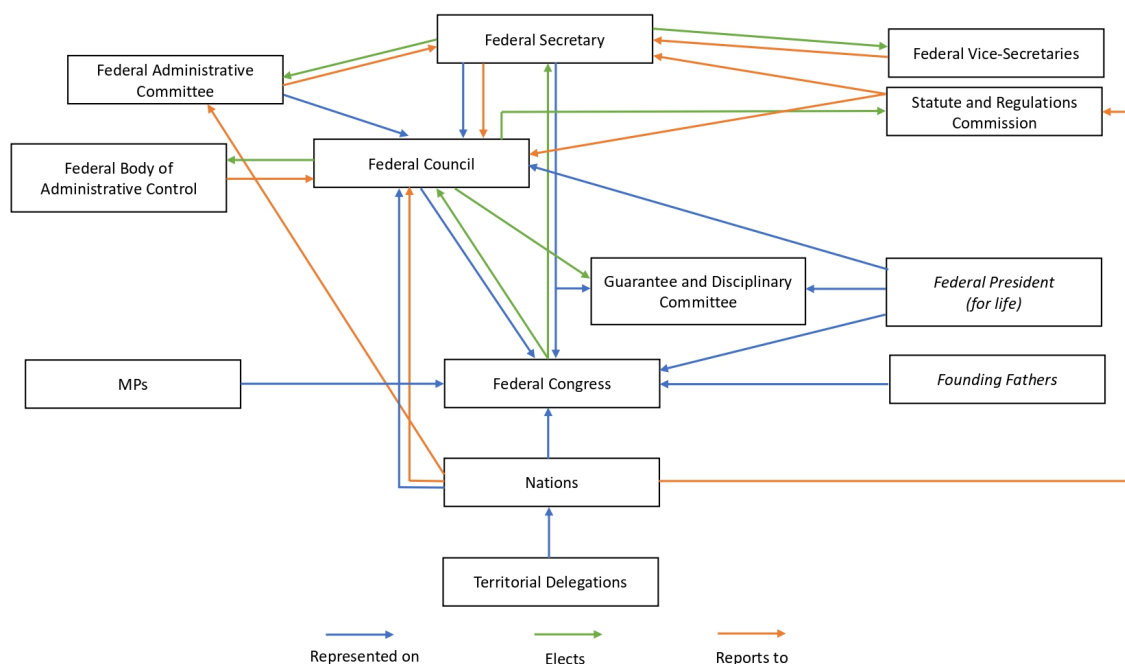 Federal Secretary
Federal Vice-Secretaries
Federal Administrative
Committee
Statute and Regulations
Commission
Federal Council
Federal Body of
Administrative Control
Guarantee and Disciplinary
Committee
Federal President
(for life)
MPs
Federal Congress
Founding Fathers
Nations
Territorial Delegations
Represented on
Elects
Reports to